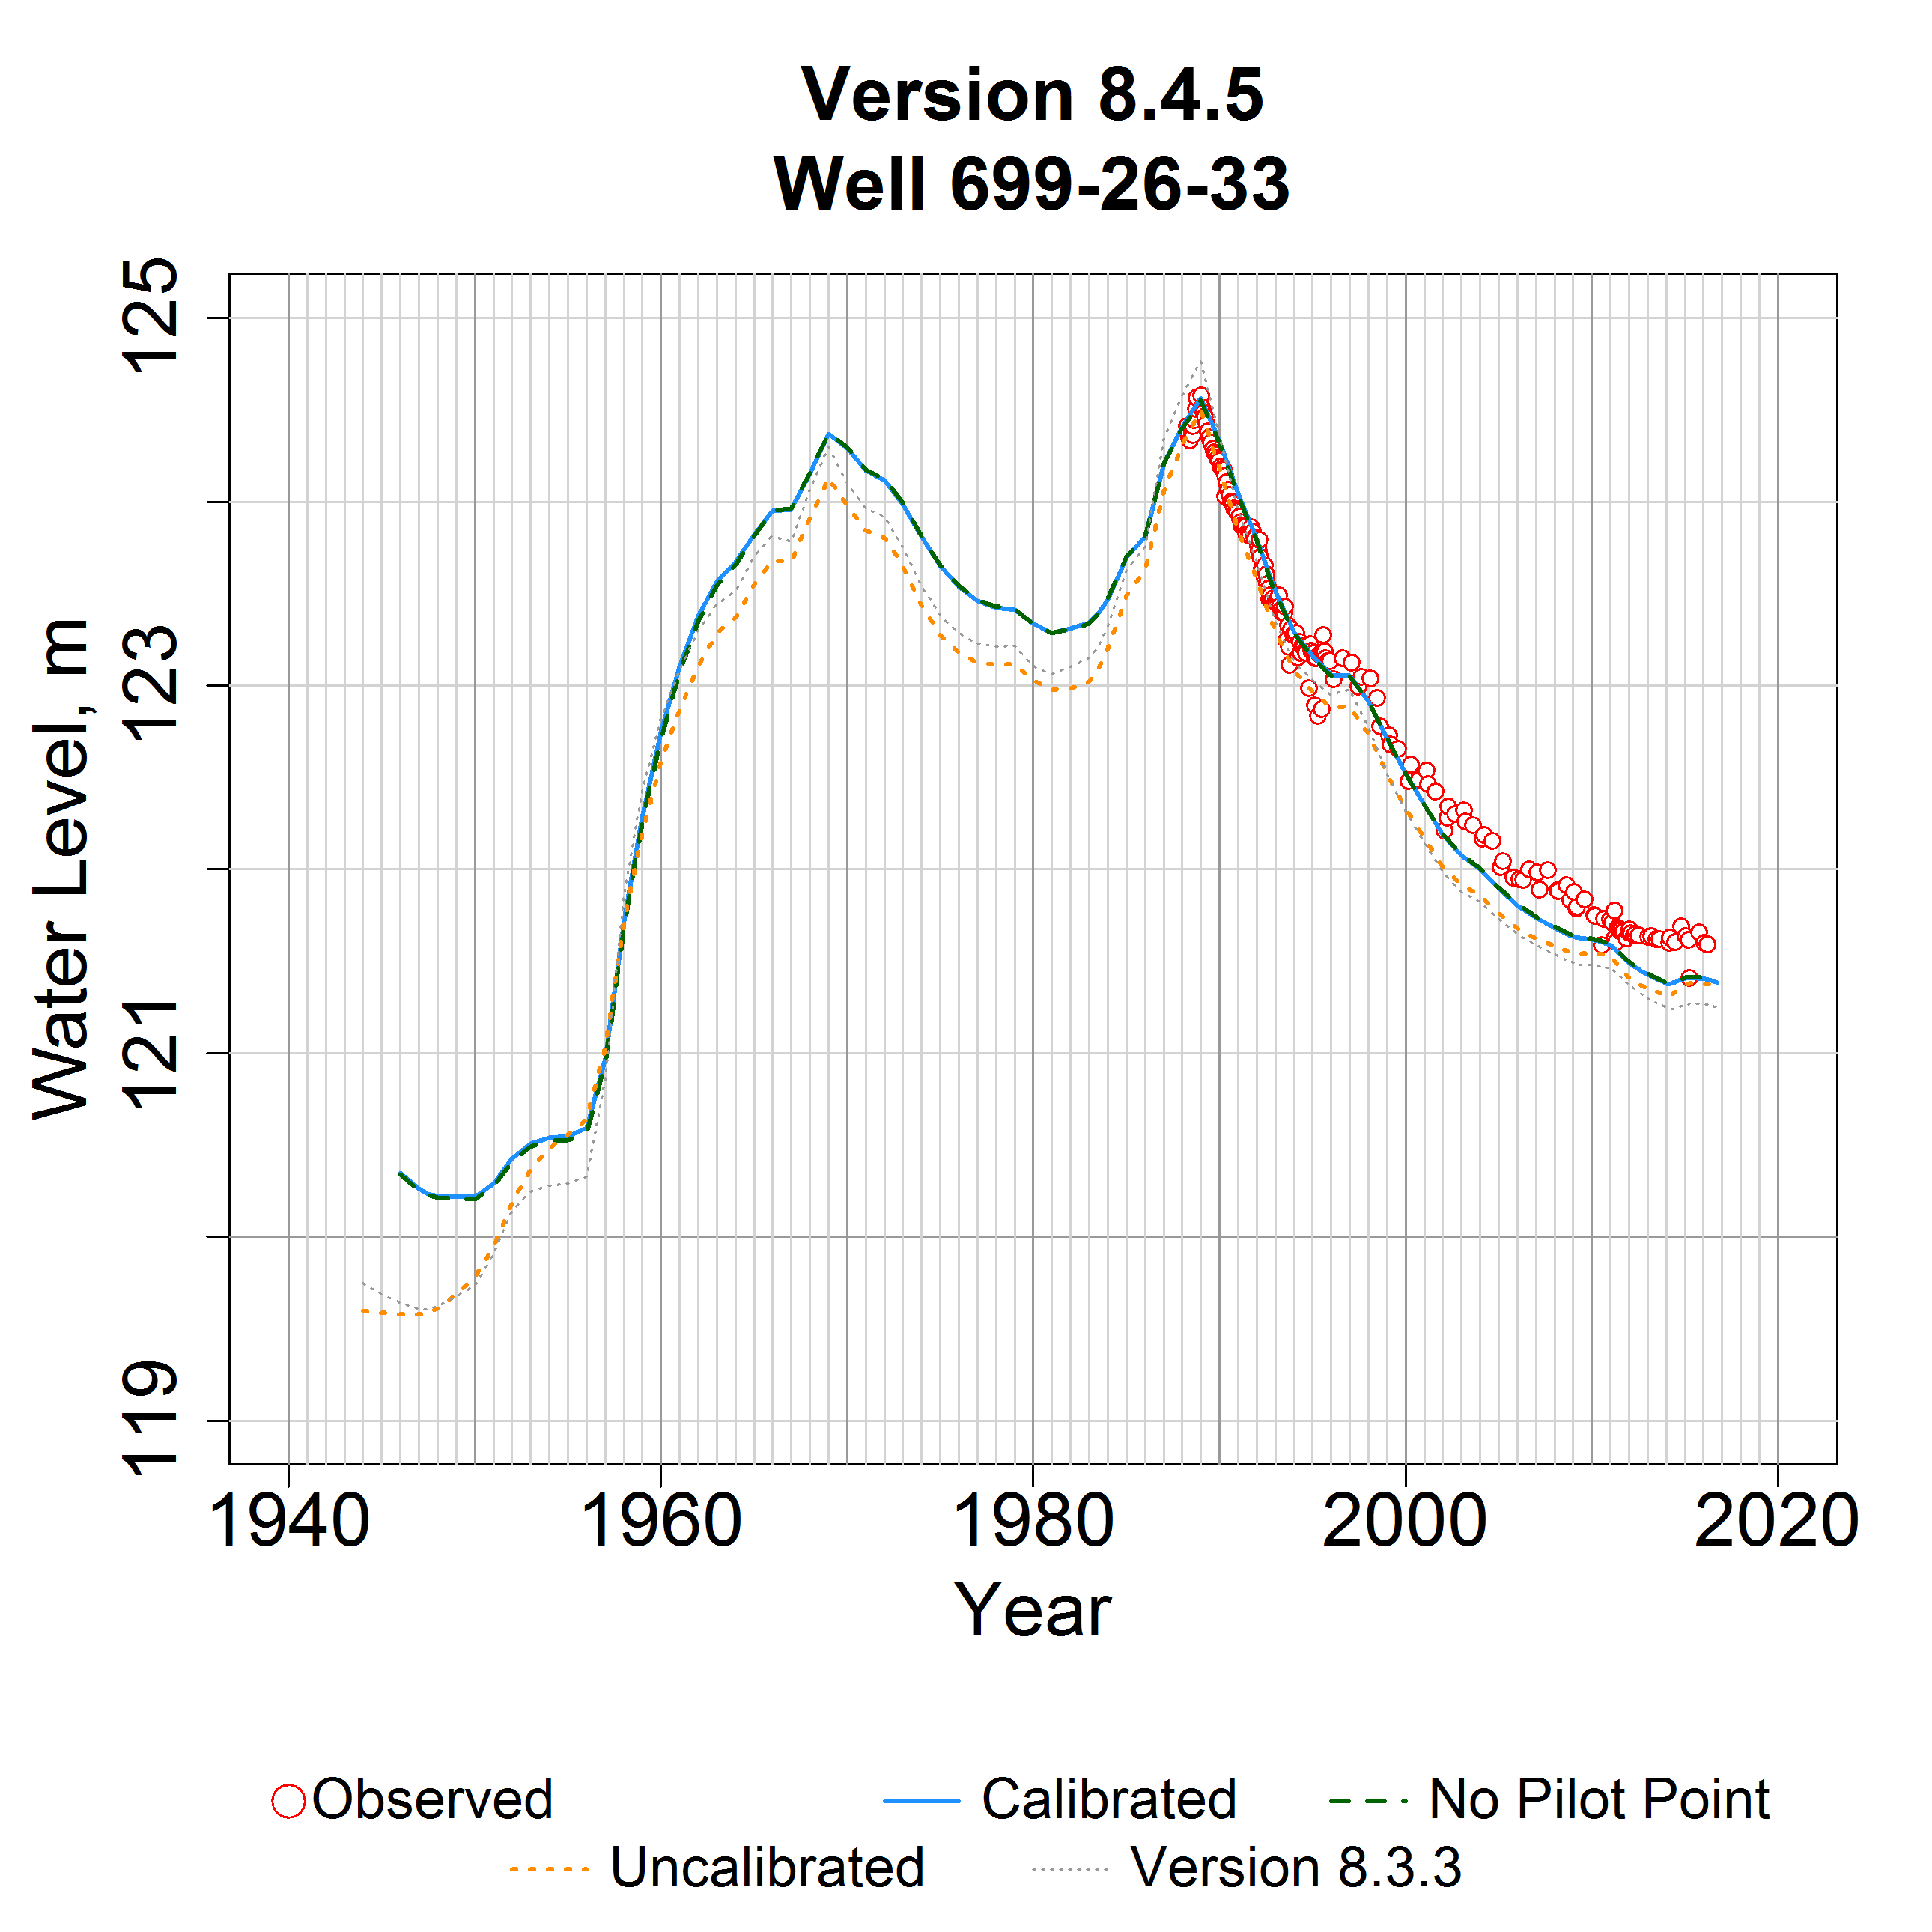 Version 8.4.5
Well 699-26-33
125
123
121
119
Water Level, m
1940 1960 1980 2000 2020
Year
Observed Calibrated No Pilot Point
Uncalibrated Version 8.3.3